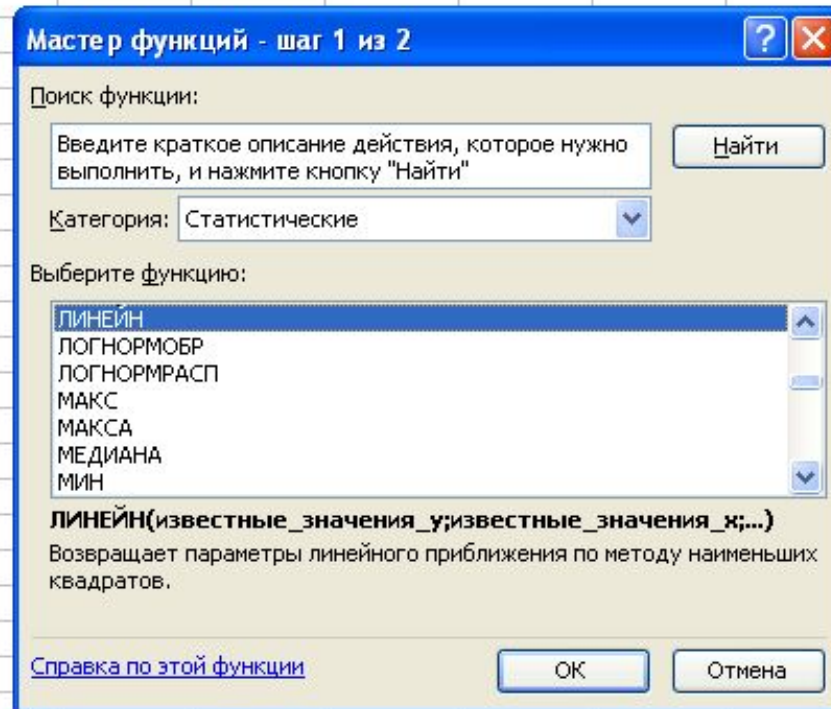 Мастер функций - шаг 1 из 2
Поиск функции:
Введите краткое описание действия, которое нужно
выполнить, и нажмите кнопку "Найти"
Найти
Категория: Статистические
Выберите функцию:
ЛИНЕЙН
ЛОГНОРМОБР
ЛОГНОРМРАСП
МАКС
МАКСА
МЕДИАНА
МИН
ЛИНЕЙН(известные_значения_y;известные_значения_x;...)
Возвращает параметры линейного приближения по методу наименьших
квадратов.
Справка по этой функции
ОК
Отмена